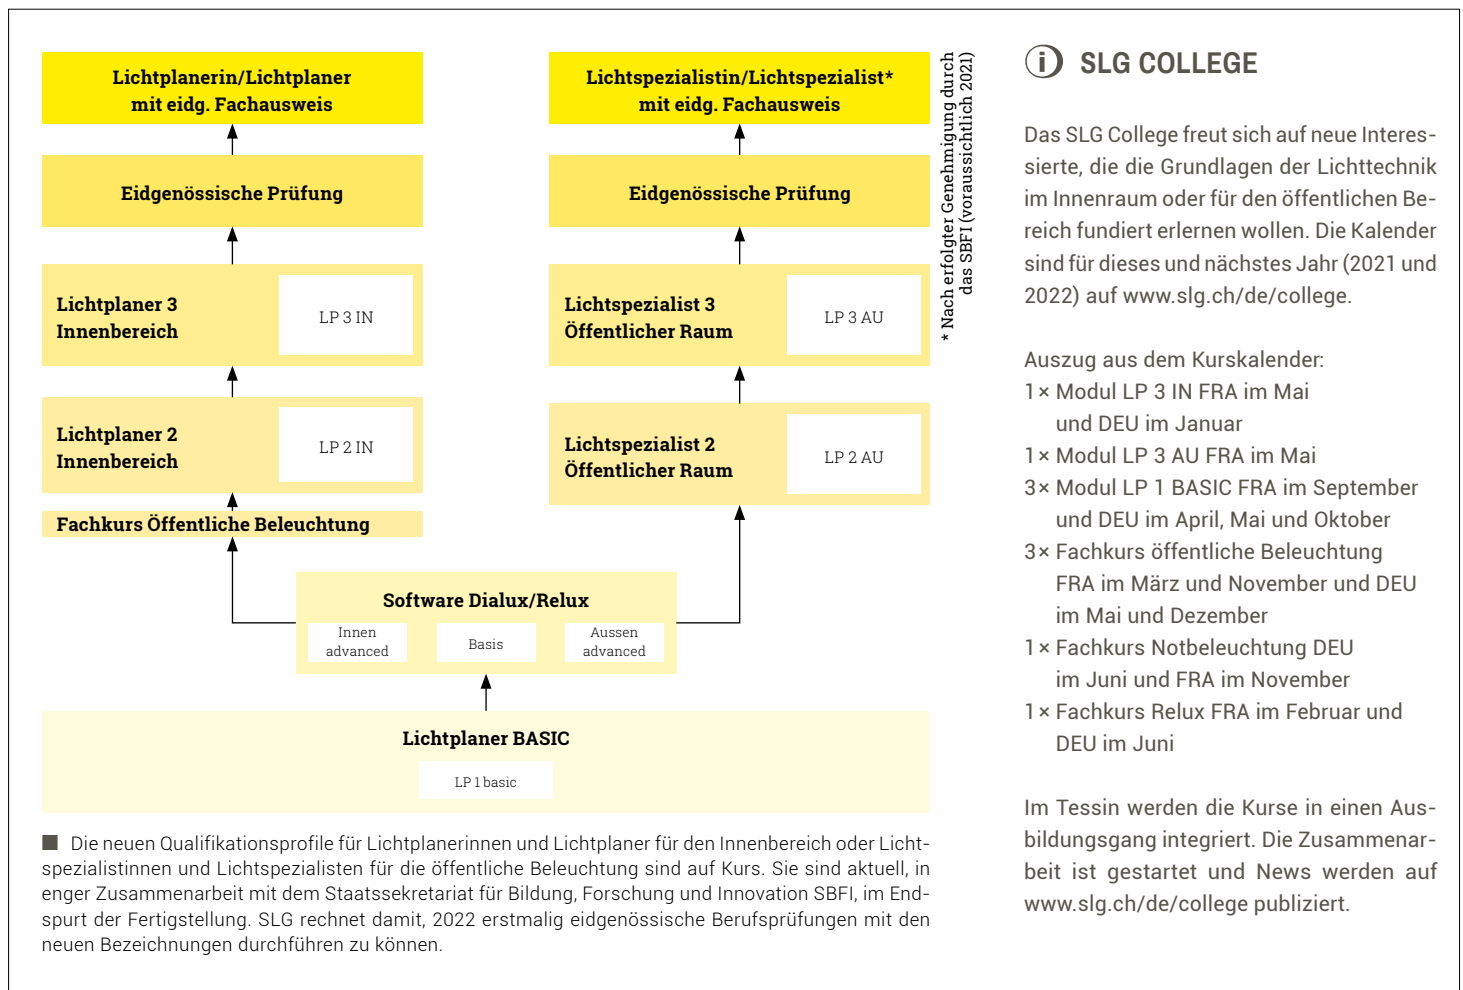 Lichtplanerin/Lichtplaner
mit eidg. Fachausweis
Eidgenössische Prüfung
Lichtplaner 3
Innenbereich
LP 3 IN
Lichtplaner 2
Innenbereich
LP 2 IN
Fachkurs Öffentliche Beleuchtung
Lichtspezialistin/Lichtspezialist*
mit eidg. Fachausweis
Eidgenössische Prüfung
Lichtspezialist 3
Öffentlicher Raum
LP 3 AU
Lichtspezialist 2
Öffentlicher Raum
LP 2 AU
* Nach erfolgter Genehmigung durch
das SBFI (voraussichtlich 2021)
Software Dialux/Relux
Innen
advanced
Basis
Aussen
advanced
Lichtplaner BASIC
LP 1 basic
■ Die neuen Qualifikationsprofile für Lichtplanerinnen und Lichtplaner für den Innenbereich oder Licht-
spezialistinnen und Lichtspezialisten für die öffentliche Beleuchtung sind auf Kurs. Sie sind aktuell, in
enger Zusammenarbeit mit dem Staatssekretariat für Bildung, Forschung und Innovation SBFI, im End-
spurt der Fertigstellung. SLG rechnet damit, 2022 erstmalig eidgenössische Berufsprüfungen mit den
neuen Bezeichnungen durchführen zu können.
i SLG COLLEGE
Das SLG College freut sich auf neue Interes-
sierte, die die Grundlagen der Lichttechnik
im Innenraum oder für den öffentlichen Be-
reich fundiert erlernen wollen. Die Kalender
sind für dieses und nächstes Jahr (2021 und
2022) auf www.slg.ch/de/college.
Auszug aus dem Kurskalender:
1× Modul LP 3 IN FRA im Mai
und DEU im Januar
1× Modul LP 3 AU FRA im Mai
3× Modul LP 1 BASIC FRA im September
und DEU im April, Mai und Oktober
3× Fachkurs öffentliche Beleuchtung
FRA im März und November und DEU
im Mai und Dezember
1× Fachkurs Notbeleuchtung DEU
im Juni und FRA im November
1× Fachkurs Relux FRA im Februar und
DEU im Juni
Im Tessin werden die Kurse in einen Aus-
bildungsgang integriert. Die Zusammenar-
beit ist gestartet und News werden auf
www.slg.ch/de/college publiziert.